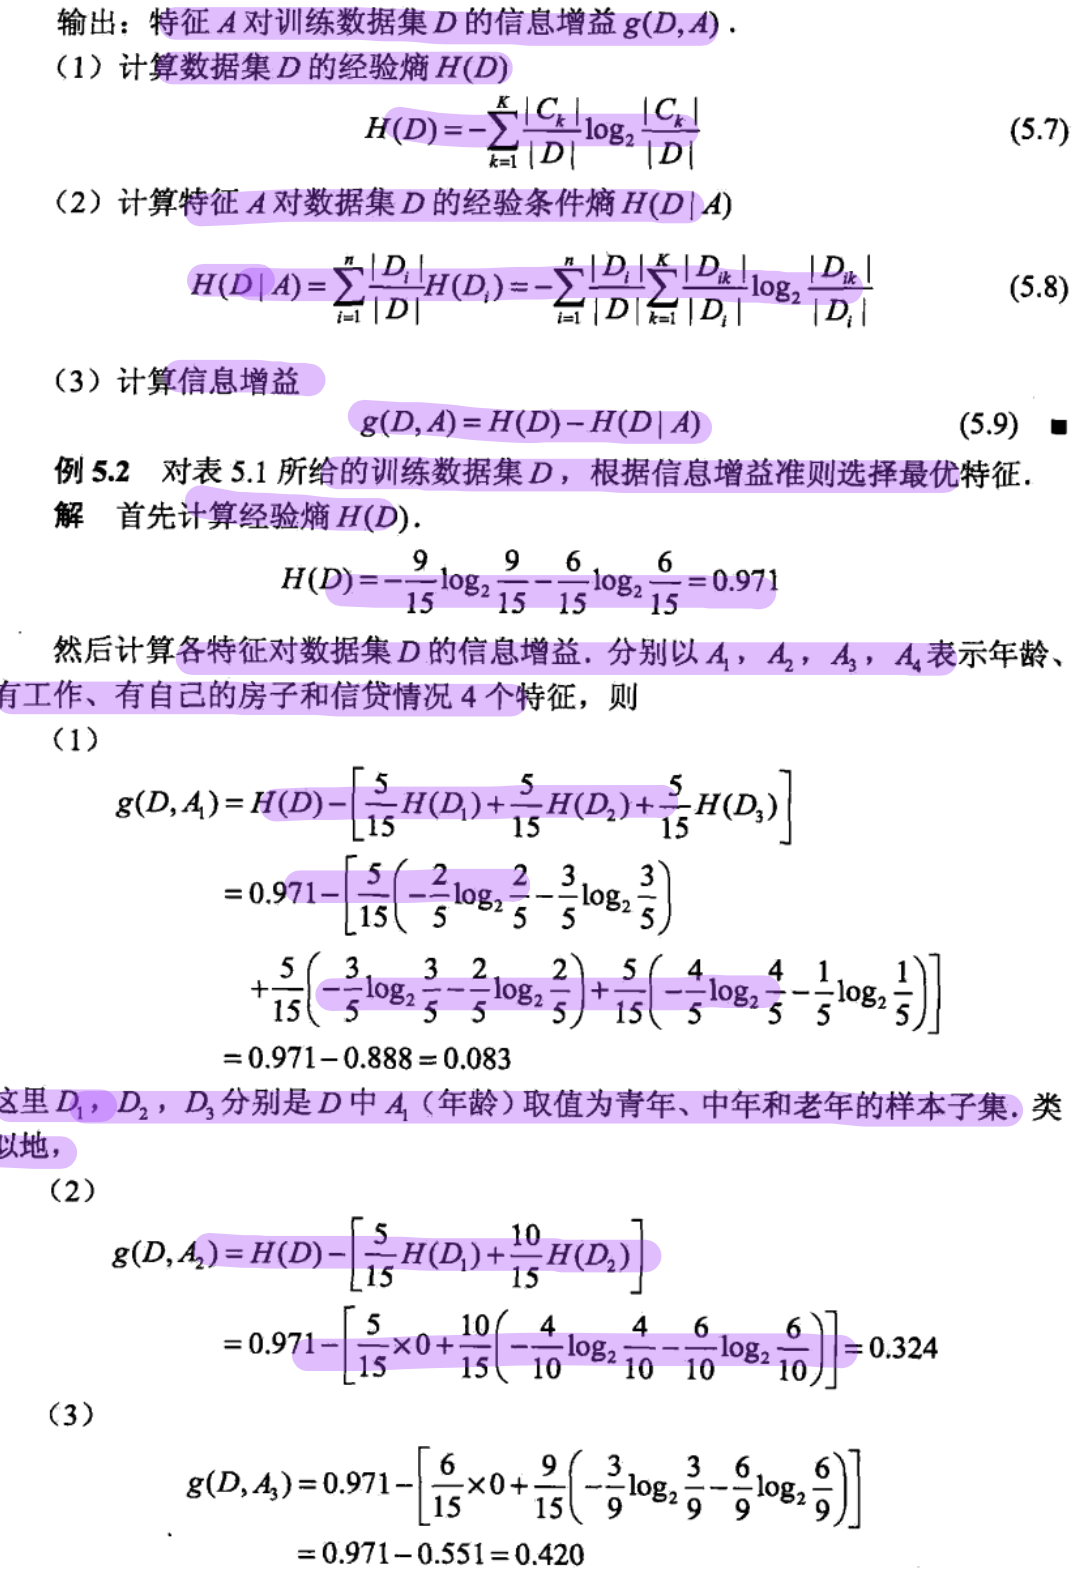 输出：特征 A 对训练数据集 D 的信息增益 g(D, A)．
（1）计算数据集 D 的经验熵 H(D)
H(D) = -\sum_{k=1}^{K} \frac{|C_k|}{|D|} \log_2 \frac{|C_k|}{|D|} (5.7)
（2）计算特征 A 对数据集 D 的经验条件熵 H(D | A)
H(D | A) = \sum_{i=1}^{n} \frac{|D_i|}{|D|} H(D_i) = -\sum_{i=1}^{n} \frac{|D_i|}{|D|} \sum_{k=1}^{K} \frac{|D_{ik}|}{|D_i|} \log_2 \frac{|D_{ik}|}{|D_i|} (5.8)
（3）计算信息增益
g(D, A) = H(D) - H(D | A) (5.9) ■
例 5.2 对表 5.1 所给的训练数据集 D，根据信息增益准则选择最优特征．
解 首先计算经验熵 H(D)．
H(D) = -\frac{9}{15} \log_2 \frac{9}{15} - \frac{6}{15} \log_2 \frac{6}{15} = 0.971
然后计算各特征对数据集 D 的信息增益．分别以 A_1，A_2，A_3，A_4 表示年龄、
有工作、有自己的房子和信贷情况 4 个特征，则
（1）
g(D, A_1) = H(D) - \left[ \frac{5}{15} H(D_1) + \frac{5}{15} H(D_2) + \frac{5}{15} H(D_3) \right]
= 0.971 - \left[ \frac{5}{15} \left( -\frac{2}{5} \log_2 \frac{2}{5} - \frac{3}{5} \log_2 \frac{3}{5} \right)
+ \frac{5}{15} \left( -\frac{3}{5} \log_2 \frac{3}{5} - \frac{2}{5} \log_2 \frac{2}{5} \right) + \frac{5}{15} \left( -\frac{4}{5} \log_2 \frac{4}{5} - \frac{1}{5} \log_2 \frac{1}{5} \right) \right]
= 0.971 - 0.888 = 0.083
这里 D_1，D_2，D_3 分别是 D 中 A_1（年龄）取值为青年、中年和老年的样本子集．类
似地，
（2）
g(D, A_2) = H(D) - \left[ \frac{5}{15} H(D_1) + \frac{10}{15} H(D_2) \right]
= 0.971 - \left[ \frac{5}{15} × 0 + \frac{10}{15} \left( -\frac{4}{10} \log_2 \frac{4}{10} - \frac{6}{10} \log_2 \frac{6}{10} \right) \right] = 0.324
（3）
g(D, A_3) = 0.971 - \left[ \frac{6}{15} × 0 + \frac{9}{15} \left( -\frac{3}{9} \log_2 \frac{3}{9} - \frac{6}{9} \log_2 \frac{6}{9} \right) \right]
= 0.971 - 0.551 = 0.420